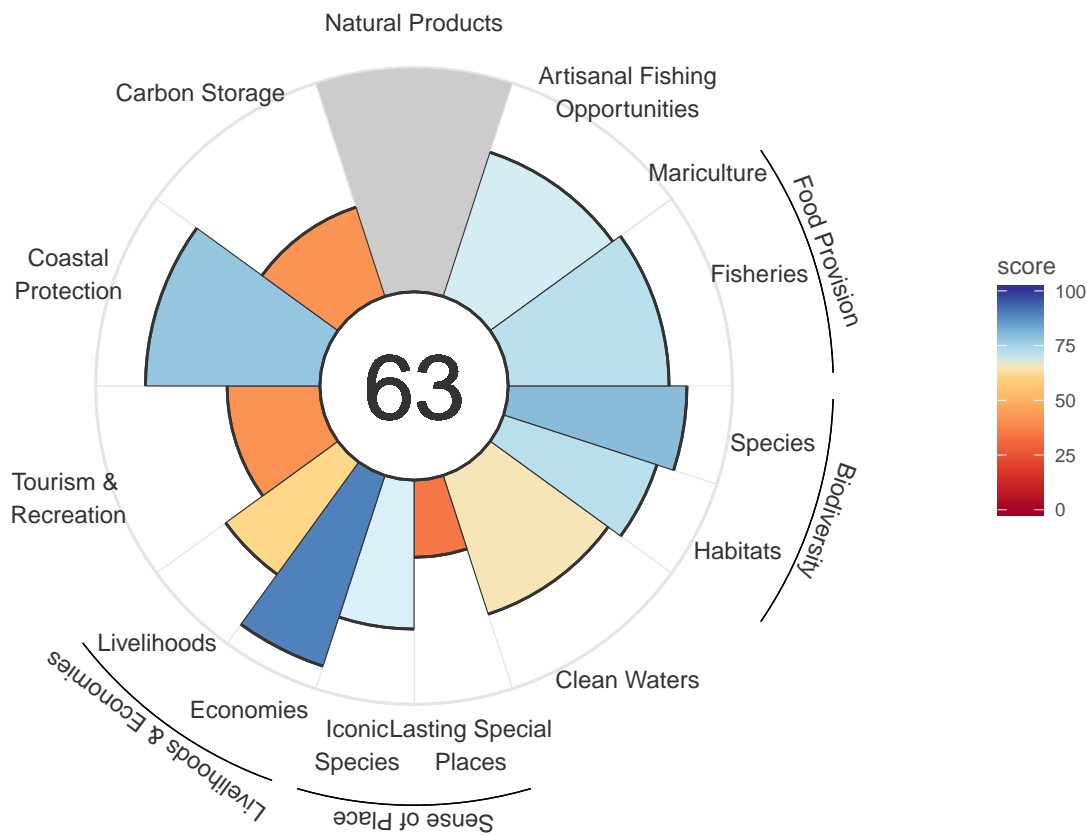 Natural Products
Carbon Storage
Artisanal Fishing
Opportunities
Mariculture
Food Provision
Fisheries
Coastal
Protection
score
100
75
50
25
0
63
Species
Biodiversity
Habitats
Tourism &
Recreation
Clean Waters
Livelihoods
Livelihoods & Economies
Economies
Iconic
Species
Lasting Special
Places
Sense of Place